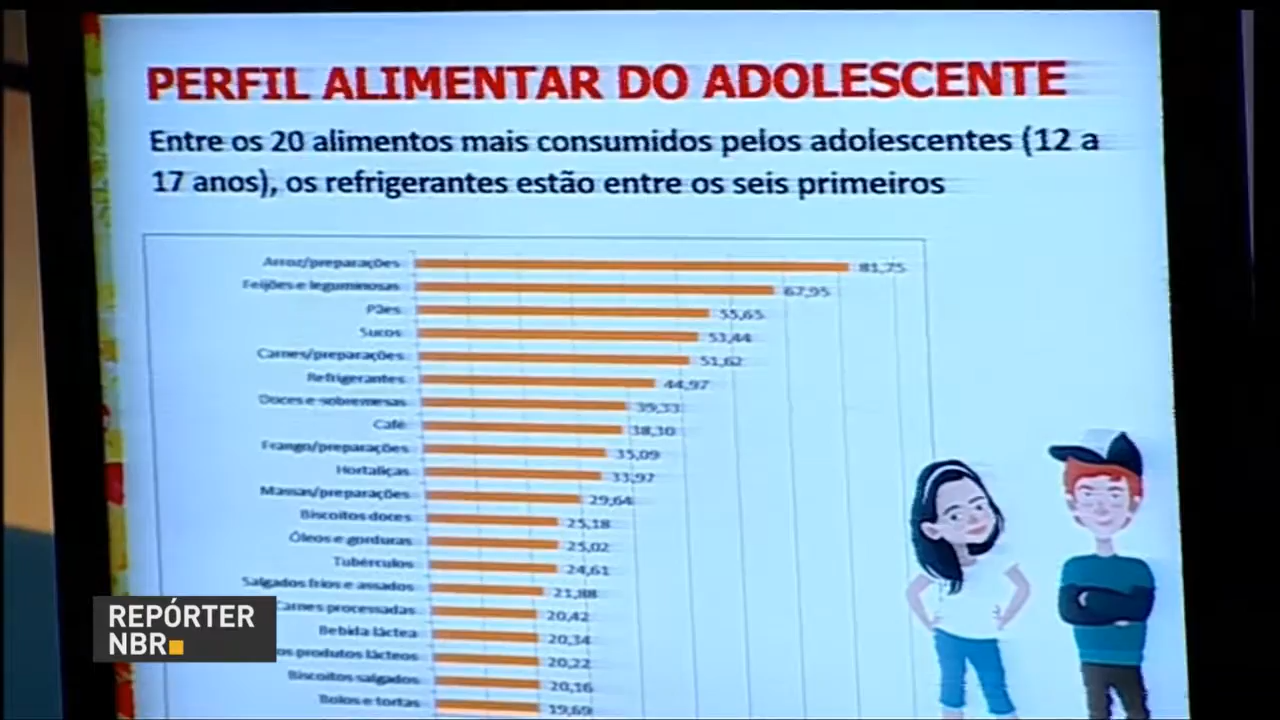 PERFIL ALIMENTAR DO ADOLESCENTE
Entre os 20 alimentos mais consumidos pelos adolescentes (12 a
17 anos), os refrigerantes estão entre os seis primeiros
Arroz/preparações 81,75
Feijões e leguminosas 67,95
Pães 55,65
Sucos 53,44
Carnes/preparações 51,62
Refrigerantes 44,97
Doces e sobremesas 39,33
Café 38,30
Frango/preparações 35,09
Hortaliças 33,97
Massas/preparações 29,64
Biscoitos doces 25,18
Óleos e gorduras 25,02
Tubérculos 24,61
Salgados fritos e assados 21,88
Carnes processadas 20,42
Bebida láctea 20,34
os produtos lácteos 20,22
Biscoitos salgados 20,16
Bolos e tortas 19,69
REPÓRTER
NBR